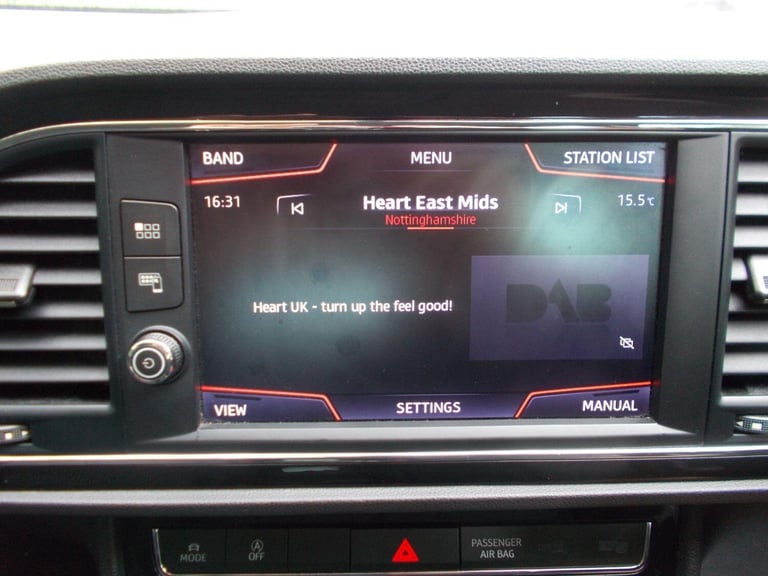 BAND MENU STATION LIST
16:31 Heart East Mids 15.5°C
Nottinghamshire
Heart UK - turn up the feel good!
DAB
VIEW SETTINGS MANUAL
MODE
OFF
PASSENGER
AIR BAG